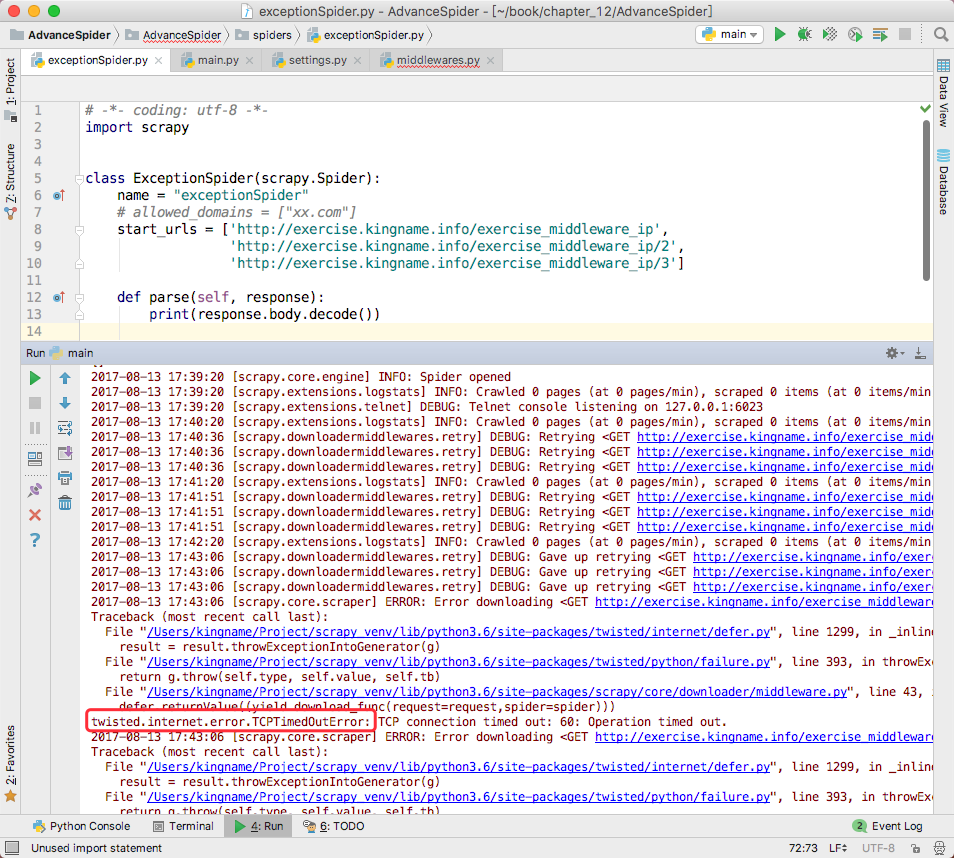 exceptionSpider.py - AdvanceSpider - [~/book/chapter_12/AdvanceSpider]
AdvanceSpider AdvanceSpider spiders exceptionSpider.py main
exceptionSpider.py main.py settings.py middlewares.py
1: Project
Z: Structure
2: Favorites
Data View
Database
1 # -*- coding: utf-8 -*-
2 import scrapy
3
4
5 class ExceptionSpider(scrapy.Spider):
6 name = "exceptionSpider"
7 # allowed_domains = ["xx.com"]
8 start_urls = ['http://exercise.kingname.info/exercise_middleware_ip',
9 'http://exercise.kingname.info/exercise_middleware_ip/2',
10 'http://exercise.kingname.info/exercise_middleware_ip/3']
11
12 def parse(self, response):
13 print(response.body.decode())
14
Run main
[]
2017-08-13 17:39:20 [scrapy.core.engine] INFO: Spider opened
2017-08-13 17:39:20 [scrapy.extensions.logstats] INFO: Crawled 0 pages (at 0 pages/min), scraped 0 items (at 0 items/min
2017-08-13 17:39:20 [scrapy.extensions.telnet] DEBUG: Telnet console listening on 127.0.0.1:6023
2017-08-13 17:40:20 [scrapy.extensions.logstats] INFO: Crawled 0 pages (at 0 pages/min), scraped 0 items (at 0 items/min
2017-08-13 17:40:36 [scrapy.downloadermiddlewares.retry] DEBUG: Retrying <GET http://exercise.kingname.info/exercise_midd
2017-08-13 17:40:36 [scrapy.downloadermiddlewares.retry] DEBUG: Retrying <GET http://exercise.kingname.info/exercise_midd
2017-08-13 17:40:36 [scrapy.downloadermiddlewares.retry] DEBUG: Retrying <GET http://exercise.kingname.info/exercise_midd
2017-08-13 17:41:20 [scrapy.extensions.logstats] INFO: Crawled 0 pages (at 0 pages/min), scraped 0 items (at 0 items/min
2017-08-13 17:41:51 [scrapy.downloadermiddlewares.retry] DEBUG: Retrying <GET http://exercise.kingname.info/exercise_midd
2017-08-13 17:41:51 [scrapy.downloadermiddlewares.retry] DEBUG: Retrying <GET http://exercise.kingname.info/exercise_midd
2017-08-13 17:41:51 [scrapy.downloadermiddlewares.retry] DEBUG: Retrying <GET http://exercise.kingname.info/exercise_midd
2017-08-13 17:42:20 [scrapy.extensions.logstats] INFO: Crawled 0 pages (at 0 pages/min), scraped 0 items (at 0 items/min
2017-08-13 17:43:06 [scrapy.downloadermiddlewares.retry] DEBUG: Gave up retrying <GET http://exercise.kingname.info/exer
2017-08-13 17:43:06 [scrapy.downloadermiddlewares.retry] DEBUG: Gave up retrying <GET http://exercise.kingname.info/exer
2017-08-13 17:43:06 [scrapy.downloadermiddlewares.retry] DEBUG: Gave up retrying <GET http://exercise.kingname.info/exer
2017-08-13 17:43:06 [scrapy.core.scraper] ERROR: Error downloading <GET http://exercise.kingname.info/exercise_middleware
Traceback (most recent call last):
File "/Users/kingname/Project/scrapy_venv/lib/python3.6/site-packages/twisted/internet/defer.py", line 1299, in _inline
result = result.throwExceptionIntoGenerator(g)
File "/Users/kingname/Project/scrapy_venv/lib/python3.6/site-packages/twisted/python/failure.py", line 393, in throwExc
return g.throw(self.type, self.value, self.tb)
File "/Users/kingname/Project/scrapy_venv/lib/python3.6/site-packages/scrapy/core/downloader/middleware.py", line 43, i
defer.returnValue((yield download_func(request=request,spider=spider)))
twisted.internet.error.TCPTimedOutError: TCP connection timed out: 60: Operation timed out.
2017-08-13 17:43:06 [scrapy.core.scraper] ERROR: Error downloading <GET http://exercise.kingname.info/exercise_middleware
Traceback (most recent call last):
File "/Users/kingname/Project/scrapy_venv/lib/python3.6/site-packages/twisted/internet/defer.py", line 1299, in _inline
result = result.throwExceptionIntoGenerator(g)
File "/Users/kingname/Project/scrapy_venv/lib/python3.6/site-packages/twisted/python/failure.py", line 393, in throwExc
return g.throw(self.type, self.value, self.tb)
Python Console Terminal 4: Run 6: TODO 2 Event Log
Unused import statement 72:73 LF UTF-8